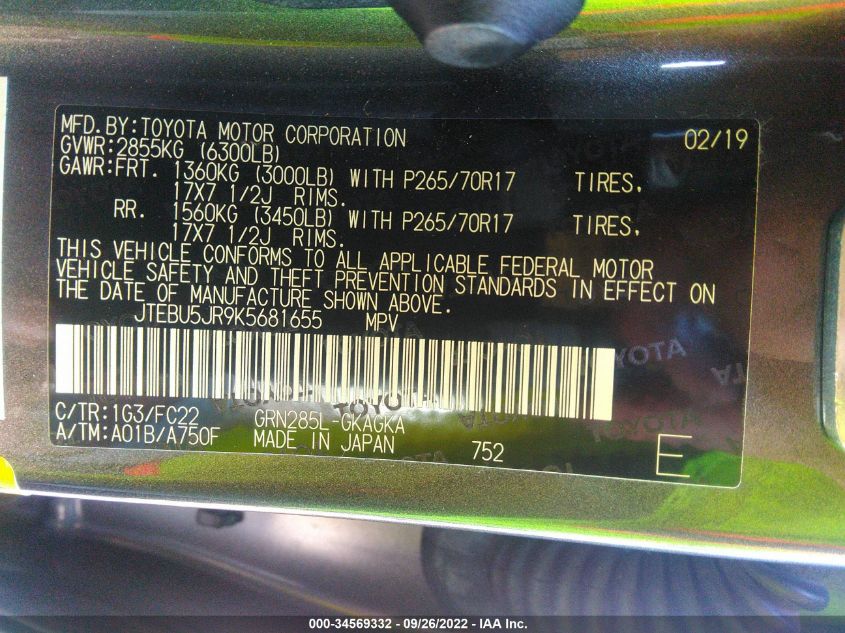 MFD.BY:TOYOTA MOTOR CORPORATION 02/19
GVWR:2855KG (6300LB)
GAWR:FRT. 1360KG (3000LB) WITH P265/70R17 TIRES,
17X7 1/2J RIMS.
RR. 1560KG (3450LB) WITH P265/70R17 TIRES,
17X7 1/2J RIMS.
THIS VEHICLE CONFORMS TO ALL APPLICABLE FEDERAL MOTOR
VEHICLE SAFETY AND THEFT PREVENTION STANDARDS IN EFFECT ON
THE DATE OF MANUFACTURE SHOWN ABOVE.
JTEBU5JR9K5681655 MPV
TOYOTA
C/TR:1G3/FC22 GRN285L-GKAGKA
A/TM:A01B/A750F MADE IN JAPAN 752 E
000-34569332 - 09/26/2022 - IAA Inc.